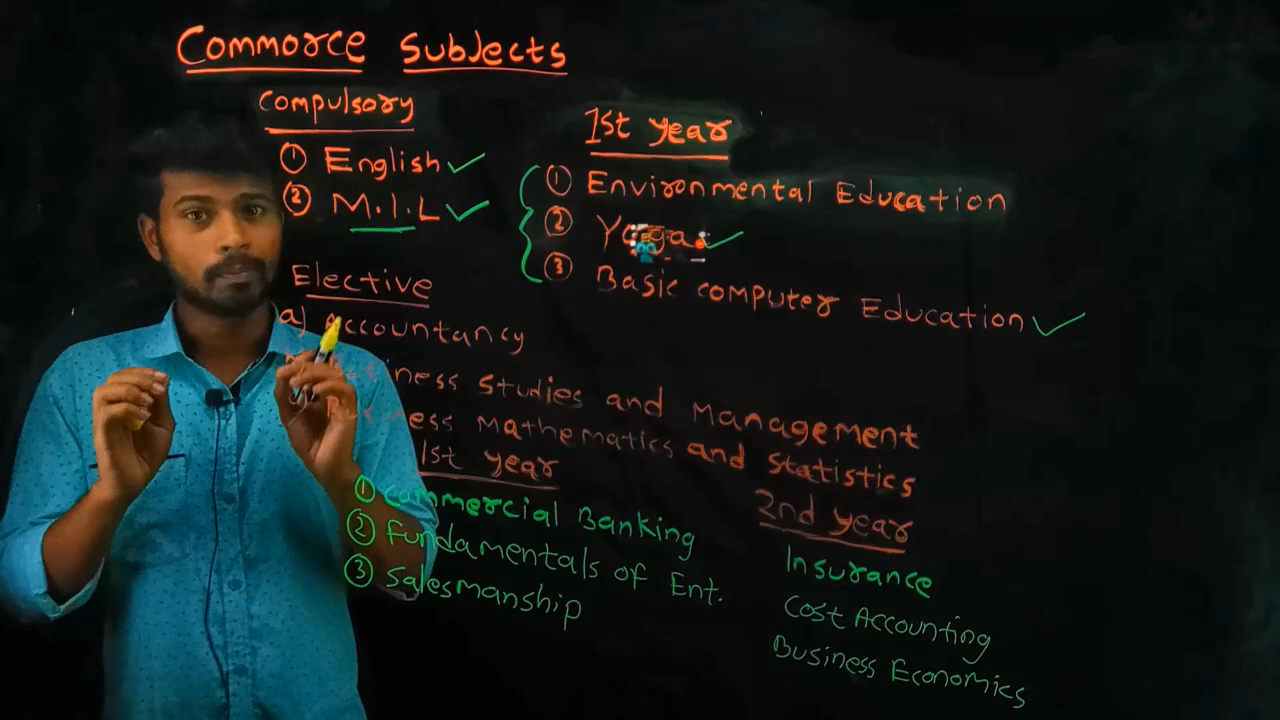 Commorce Subjects
Compulsory
① English ✓
② M.I.L ✓
1st year
① Environmental Education
② Yoga ✓
③ Basic computer Education ✓
Elective
a) Accountancy
Business Studies and Management
Business Mathematics and Statistics
1st year
① Commercial Banking
② Fundamentals of Ent.
③ Salesmanship
2nd year
Insurance
Cost Accounting
Business Economics